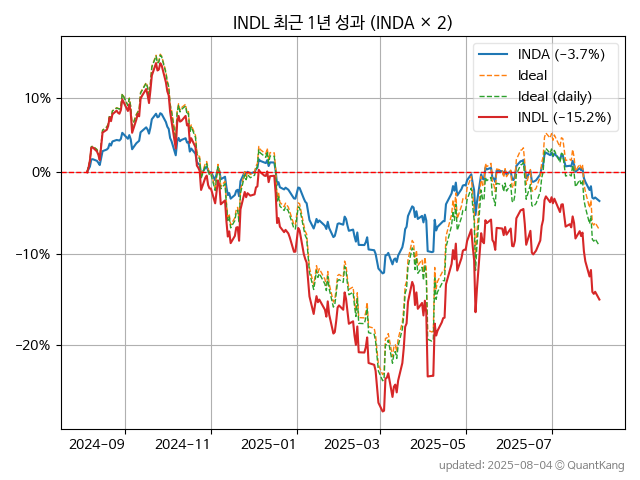 INDL 최근 1년 성과 (INDA × 2)
INDA (−3.7%)
Ideal
Ideal (daily)
INDL (−15.2%)
10%
0%
−10%
−20%
2024-09 2024-11 2025-01 2025-03 2025-05 2025-07
updated: 2025-08-04 © QuantKang